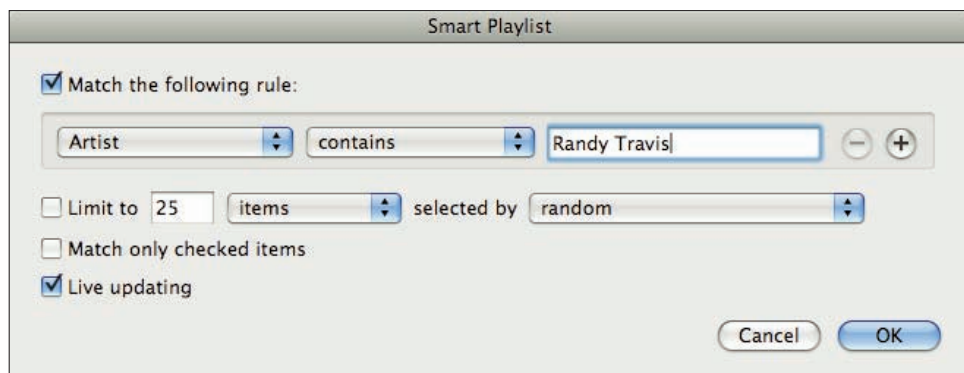 Smart Playlist
Match the following rule:
Artist contains Randy Travis
Limit to 25 items selected by random
Match only checked items
Live updating
Cancel OK